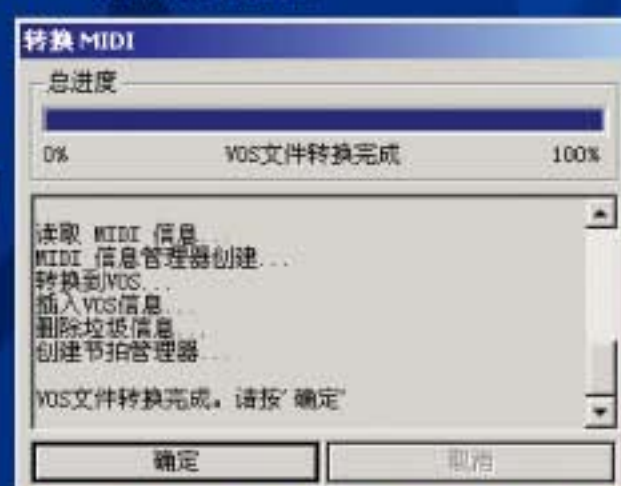 转换 MIDI
总进度
0% VOS文件转换完成 100%
读取 MIDI 信息...
MIDI 信息管理器创建...
转换到VOS...
插入VOS信息...
删除垃圾信息...
创建节拍管理器...
VOS文件转换完成。请按'确定'
确定 取消